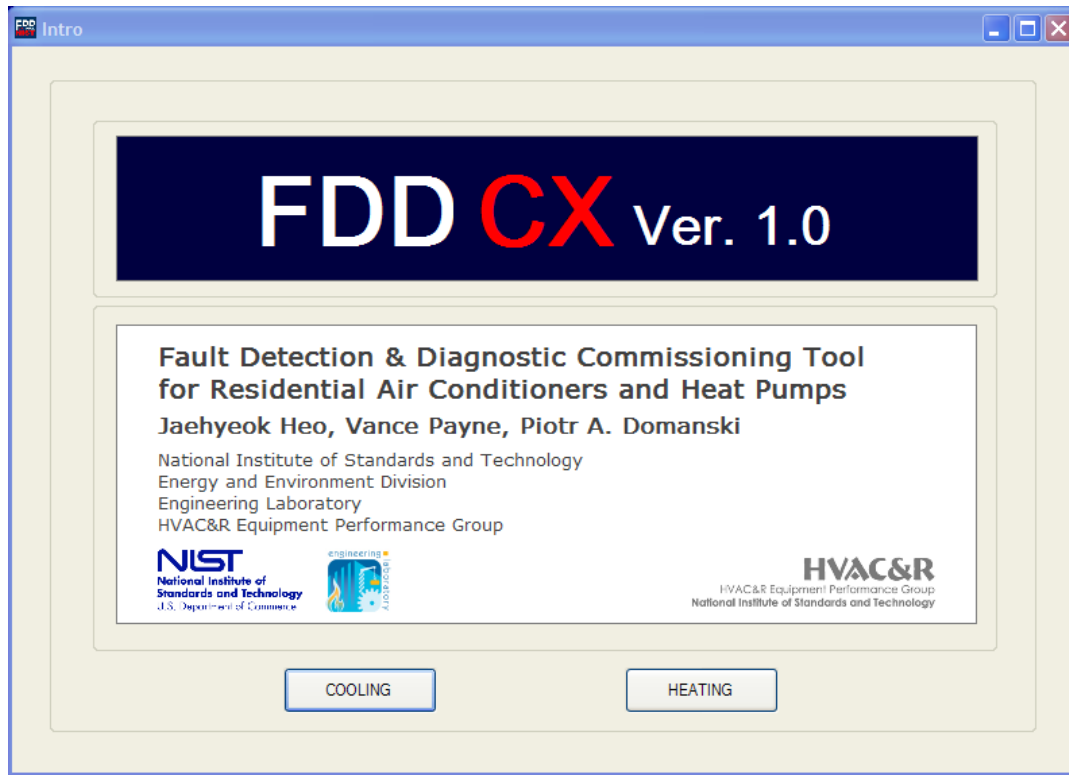 FDD
CX
Intro
FDD CX Ver. 1.0
Fault Detection & Diagnostic Commissioning Tool
for Residential Air Conditioners and Heat Pumps
Jaehyeok Heo, Vance Payne, Piotr A. Domanski
National Institute of Standards and Technology
Energy and Environment Division
Engineering Laboratory
HVAC&R Equipment Performance Group
NIST
National Institute of
Standards and Technology
U.S. Department of Commerce
engineering
laboratory
HVAC&R
HVAC&R Equipment Performance Group
National Institute of Standards and Technology
COOLING
HEATING